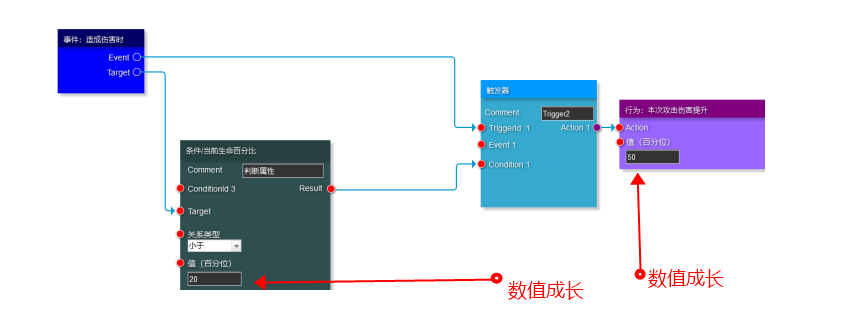 事件：造成伤害时
Event
Target
条件/当前生命百分比
Comment 判断属性
ConditionId 3 Result
Target
关系类型
小于
值（百分位）
20
触发器
Comment Trigger2
TriggerId 1 Action 1
Event 1
Condition 1
行为：本次攻击伤害提升
Action
值（百分位）
50
数值成长
数值成长